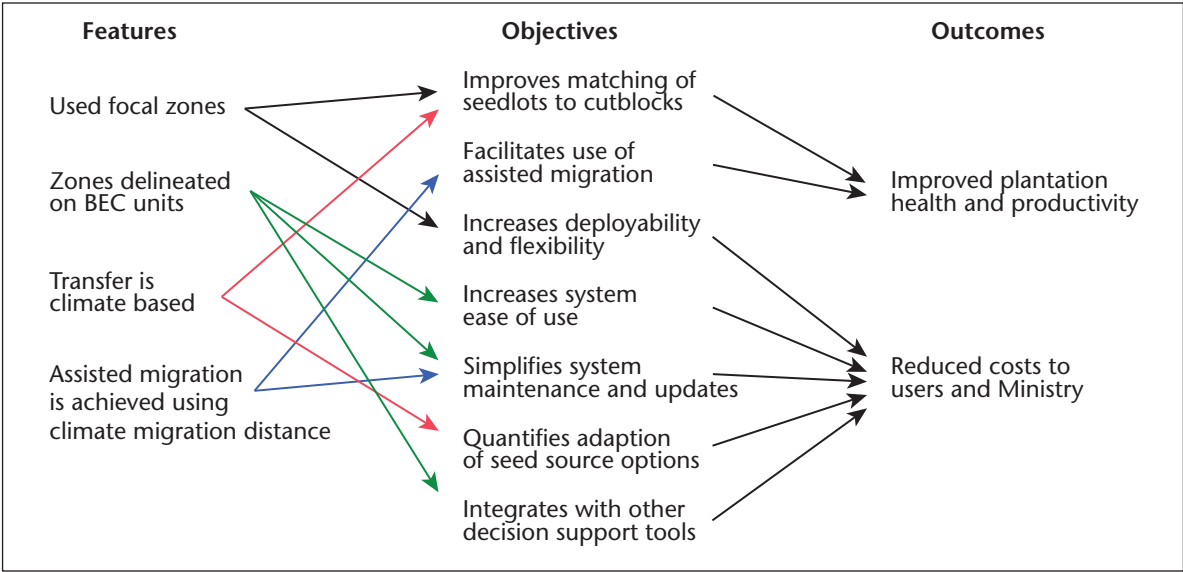 Features
Objectives
Outcomes
Used focal zones
Zones delineated
on BEC units
Transfer is
climate based
Assisted migration
is achieved using
climate migration distance
Improves matching of
seedlots to cutblocks
Facilitates use of
assisted migration
Increases deployability
and flexibility
Increases system
ease of use
Simplifies system
maintenance and updates
Quantifies adaption
of seed source options
Integrates with other
decision support tools
Improved plantation
health and productivity
Reduced costs to
users and Ministry